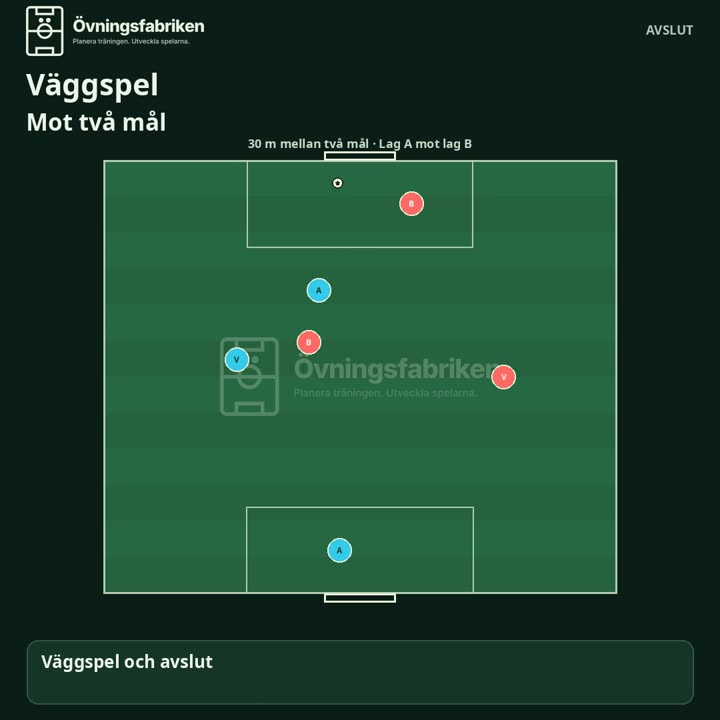 Övningsfabriken
Planera träningen. Utveckla spelarna.
AVSLUT
Väggspel
Mot två mål
30 m mellan två mål · Lag A mot lag B
B
A
B
V
Övningsfabriken
Planera träningen. Utveckla spelarna.
V
A
Väggspel och avslut